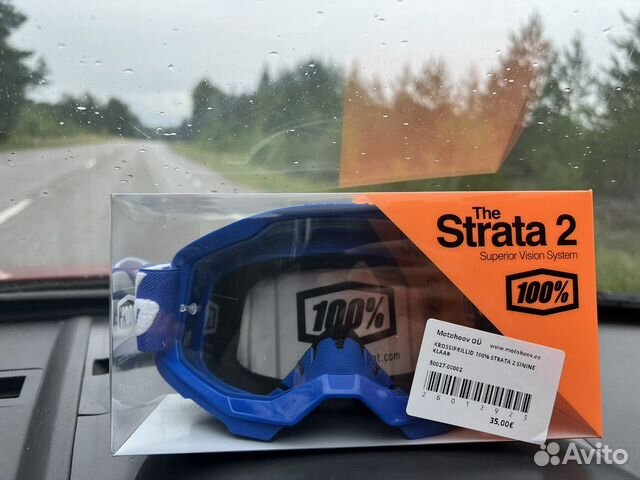 The
Strata 2
Superior Vision System
100%
100%
Motohoov OÜ www.motohoov.ee
KROSSIPRILLID 100% STRATA 2 SININE
KLAAR
50027-00002
26012925
35,00€
Avito